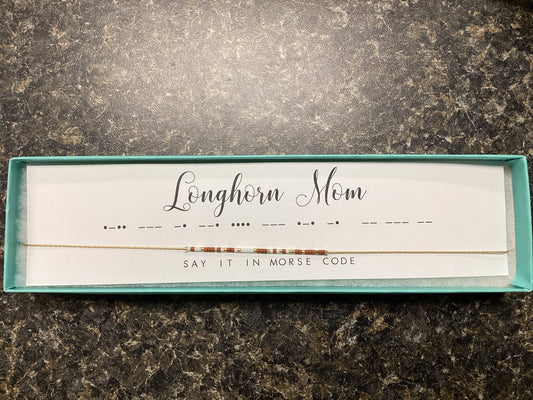 Longhorn Mom
•–•• ––– –• ––• •••• ––– •–• –• –– ––– ––
SAY IT IN MORSE CODE